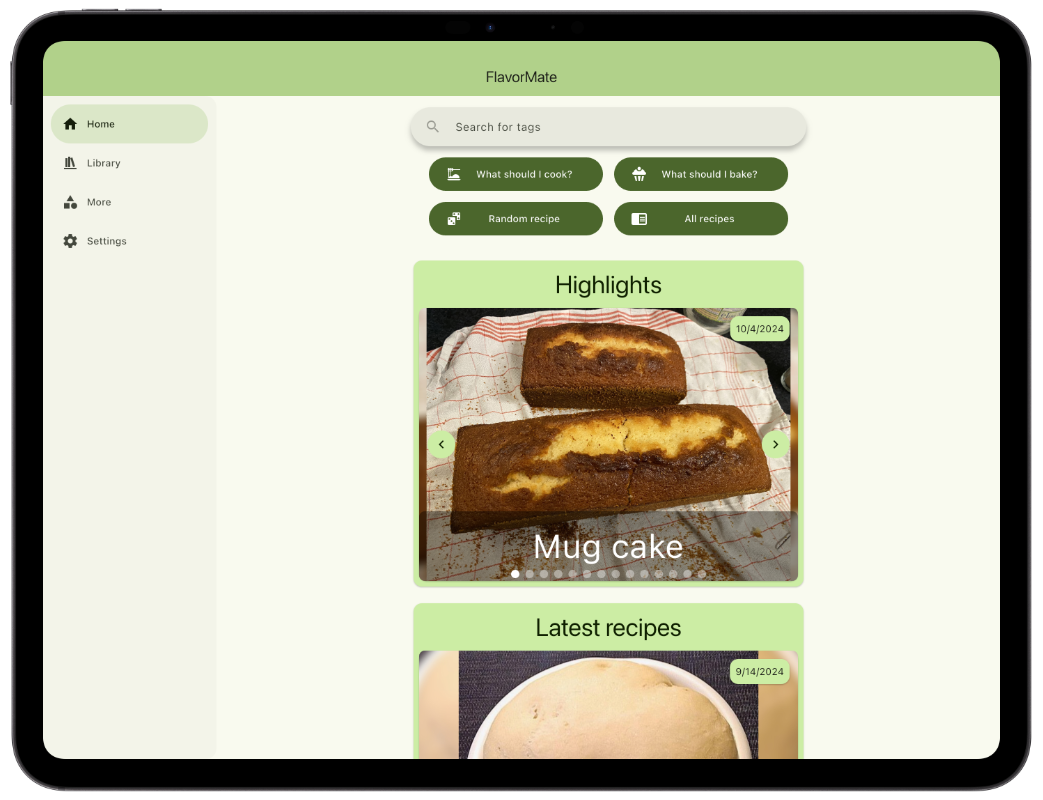 FlavorMate
Home
Library
More
Settings
Search for tags
What should I cook?
What should I bake?
Random recipe
All recipes
Highlights
10/4/2024
Mug cake
Latest recipes
9/14/2024